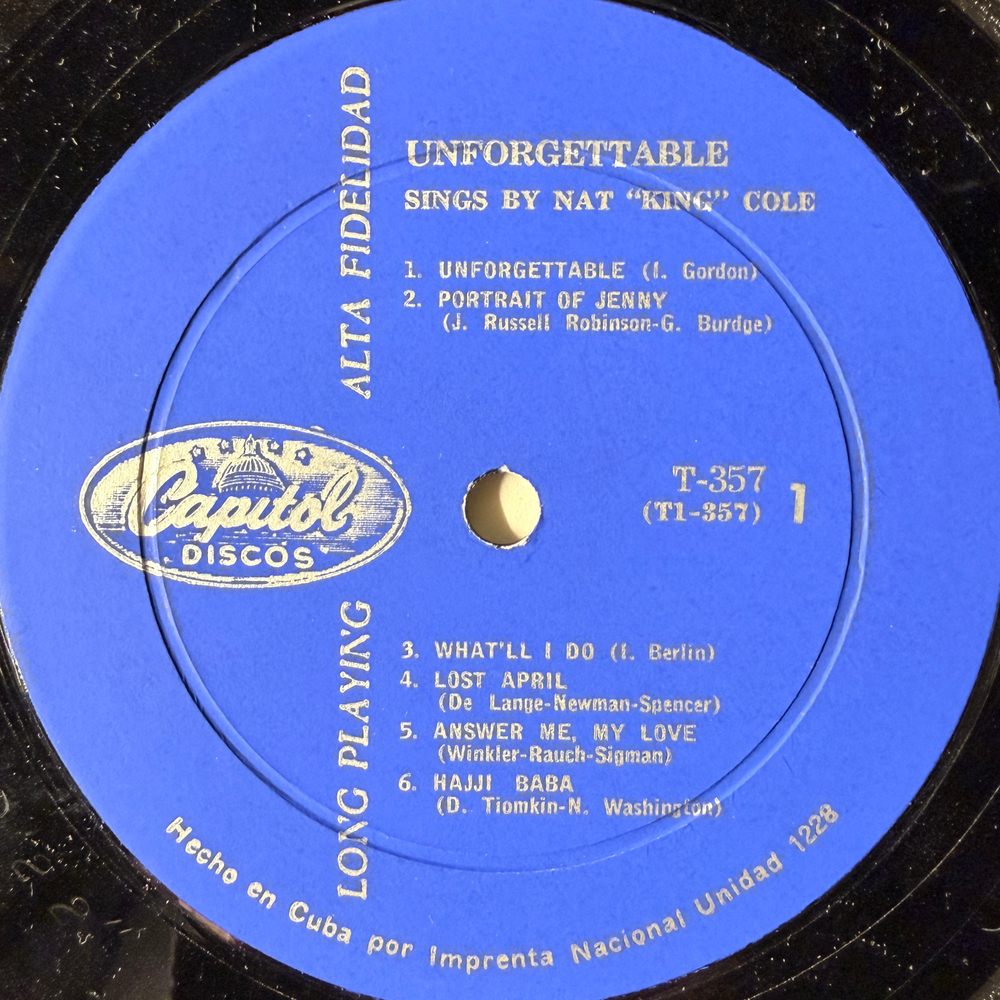 UNFORGETTABLE
SINGS BY NAT “KING” COLE
1. UNFORGETTABLE (I. Gordon)
2. PORTRAIT OF JENNY
(J. Russell Robinson-G. Burdge)
ALTA FIDELIDAD
Capitol
DISCOS
T-357
(T1-357)
1
LONG PLAYING
3. WHAT'LL I DO (I. Berlin)
4. LOST APRIL
(De Lange-Newman-Spencer)
5. ANSWER ME, MY LOVE
(Winkler-Rauch-Sigman)
6. HAJJI BABA
(D. Tiomkin-N. Washington)
Hecho en Cuba por Imprenta Nacional Unidad 1228